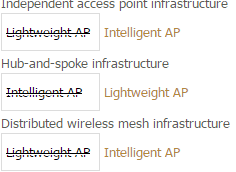 Independent access point infrastructure
Lightweight AP Intelligent AP
Hub-and-spoke infrastructure
Intelligent AP Lightweight AP
Distributed wireless mesh infrastructure
Lightweight AP Intelligent AP